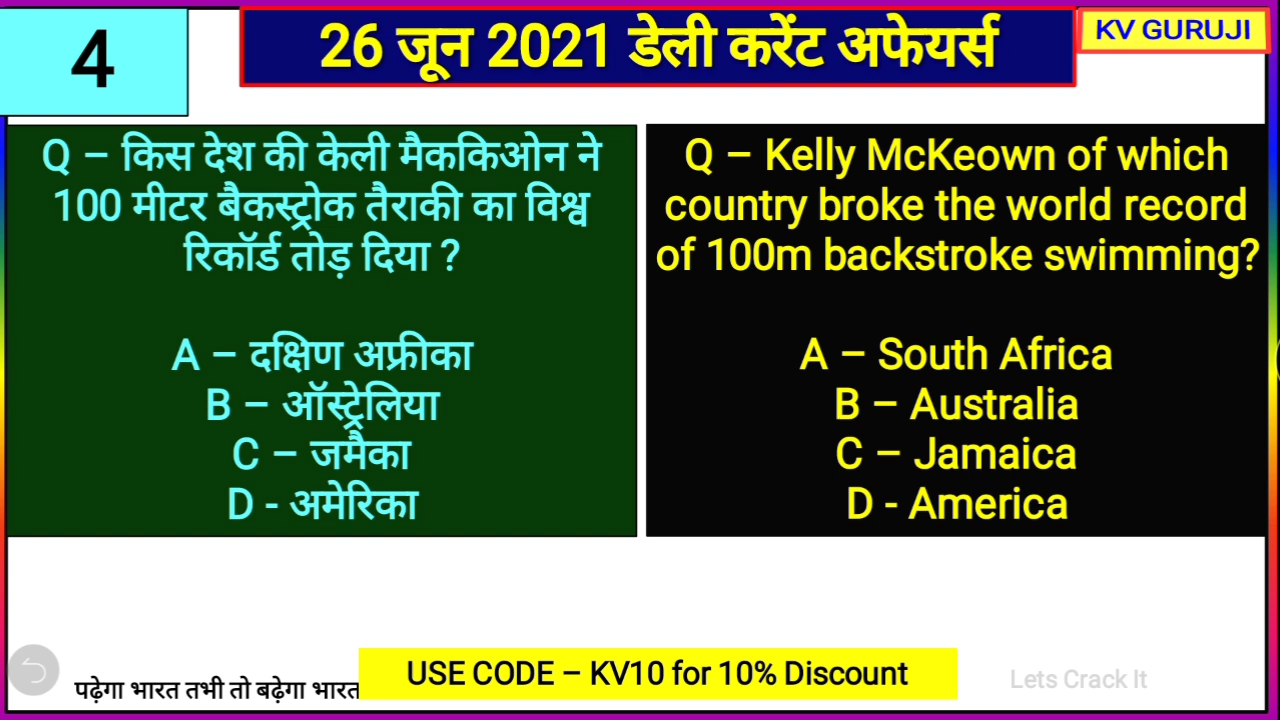 4
26 जून 2021 डेली करेंट अफेयर्स
KV GURUJI
Q – किस देश की केली मैककिओन ने
100 मीटर बैकस्ट्रोक तैराकी का विश्व
रिकॉर्ड तोड़ दिया ?
A – दक्षिण अफ्रीका
B – ऑस्ट्रेलिया
C – जमैका
D - अमेरिका
Q – Kelly McKeown of which
country broke the world record
of 100m backstroke swimming?
A – South Africa
B – Australia
C – Jamaica
D - America
पढ़ेगा भारत तभी तो बढ़ेगा भारत
USE CODE – KV10 for 10% Discount
Lets Crack It